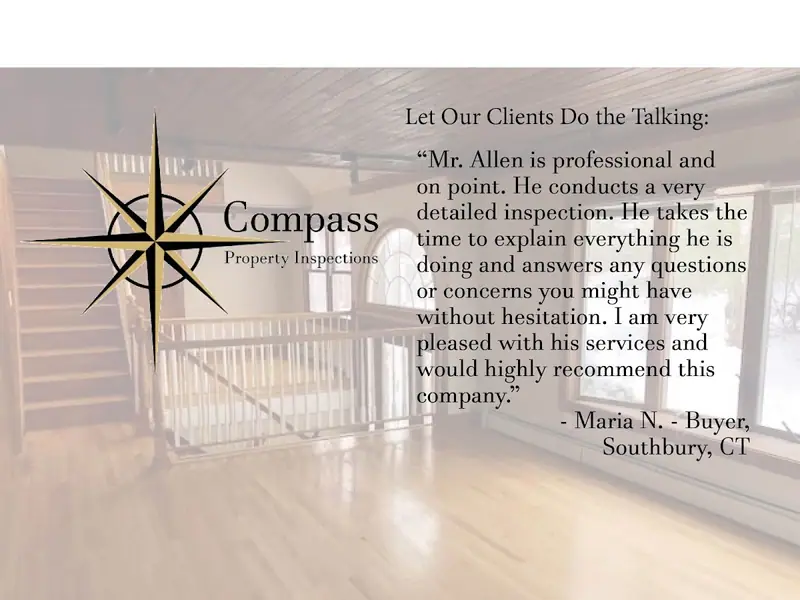 Let Our Clients Do the Talking:
“Mr. Allen is professional and
on point. He conducts a very
detailed inspection. He takes the
time to explain everything he is
doing and answers any questions
or concerns you might have
without hesitation. I am very
pleased with his services and
would highly recommend this
company.”
- Maria N. - Buyer,
Southbury, CT
Compass
Property Inspections